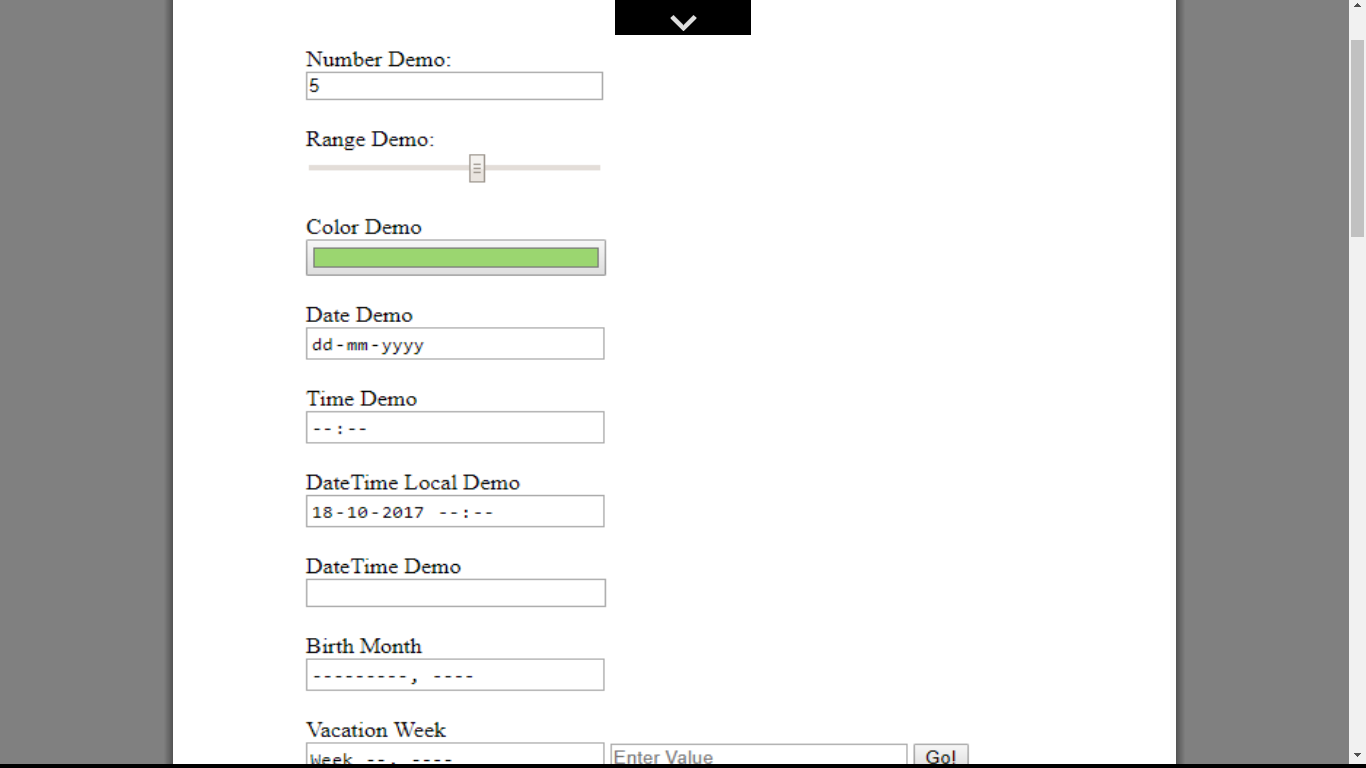 Number Demo:
5
Range Demo:
Color Demo
Date Demo
dd-mm-yyyy
Time Demo
--:--
DateTime Local Demo
18-10-2017 --:--
DateTime Demo
Birth Month
---------, ----
Vacation Week
Week --, ---- Enter Value Go!